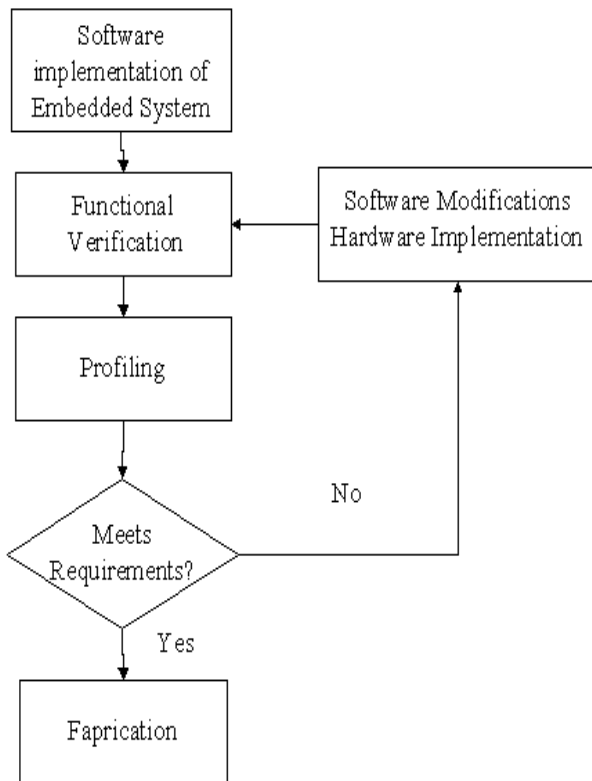 Software
implementation of
Embedded System
Functional
Verification
Software Modifications
Hardware Implementation
Profiling
No
Meets
Requirements?
Yes
Faprication